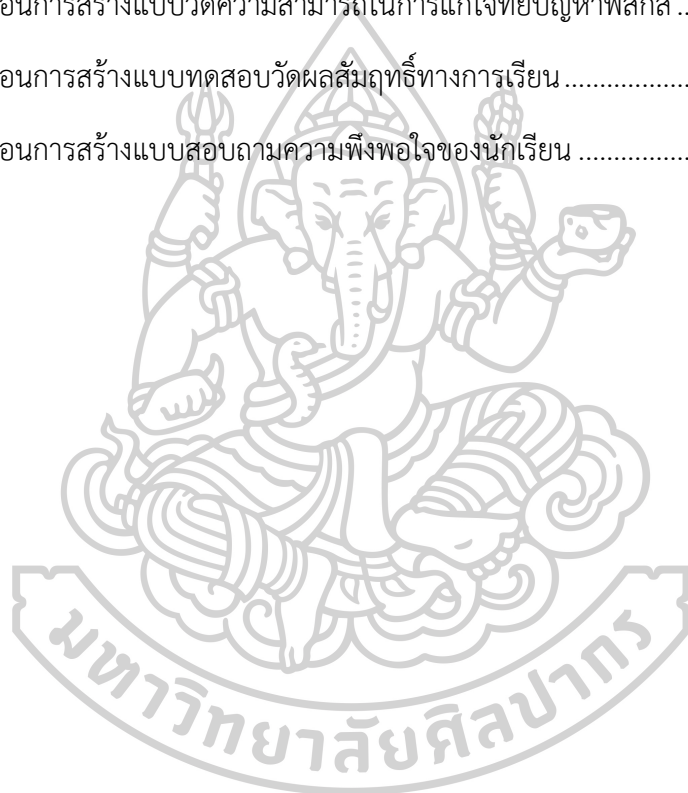 อนการสร้างแบบวัดความสามารถในการแก้โจทย์ปัญหาฟิสิกส์ ..
อนการสร้างแบบทดสอบวัดผลสัมฤทธิ์ทางการเรียน ..................
อนการสร้างแบบสอบถามความพึงพอใจของนักเรียน ................
มหาวิทยาลัยศิลปากร